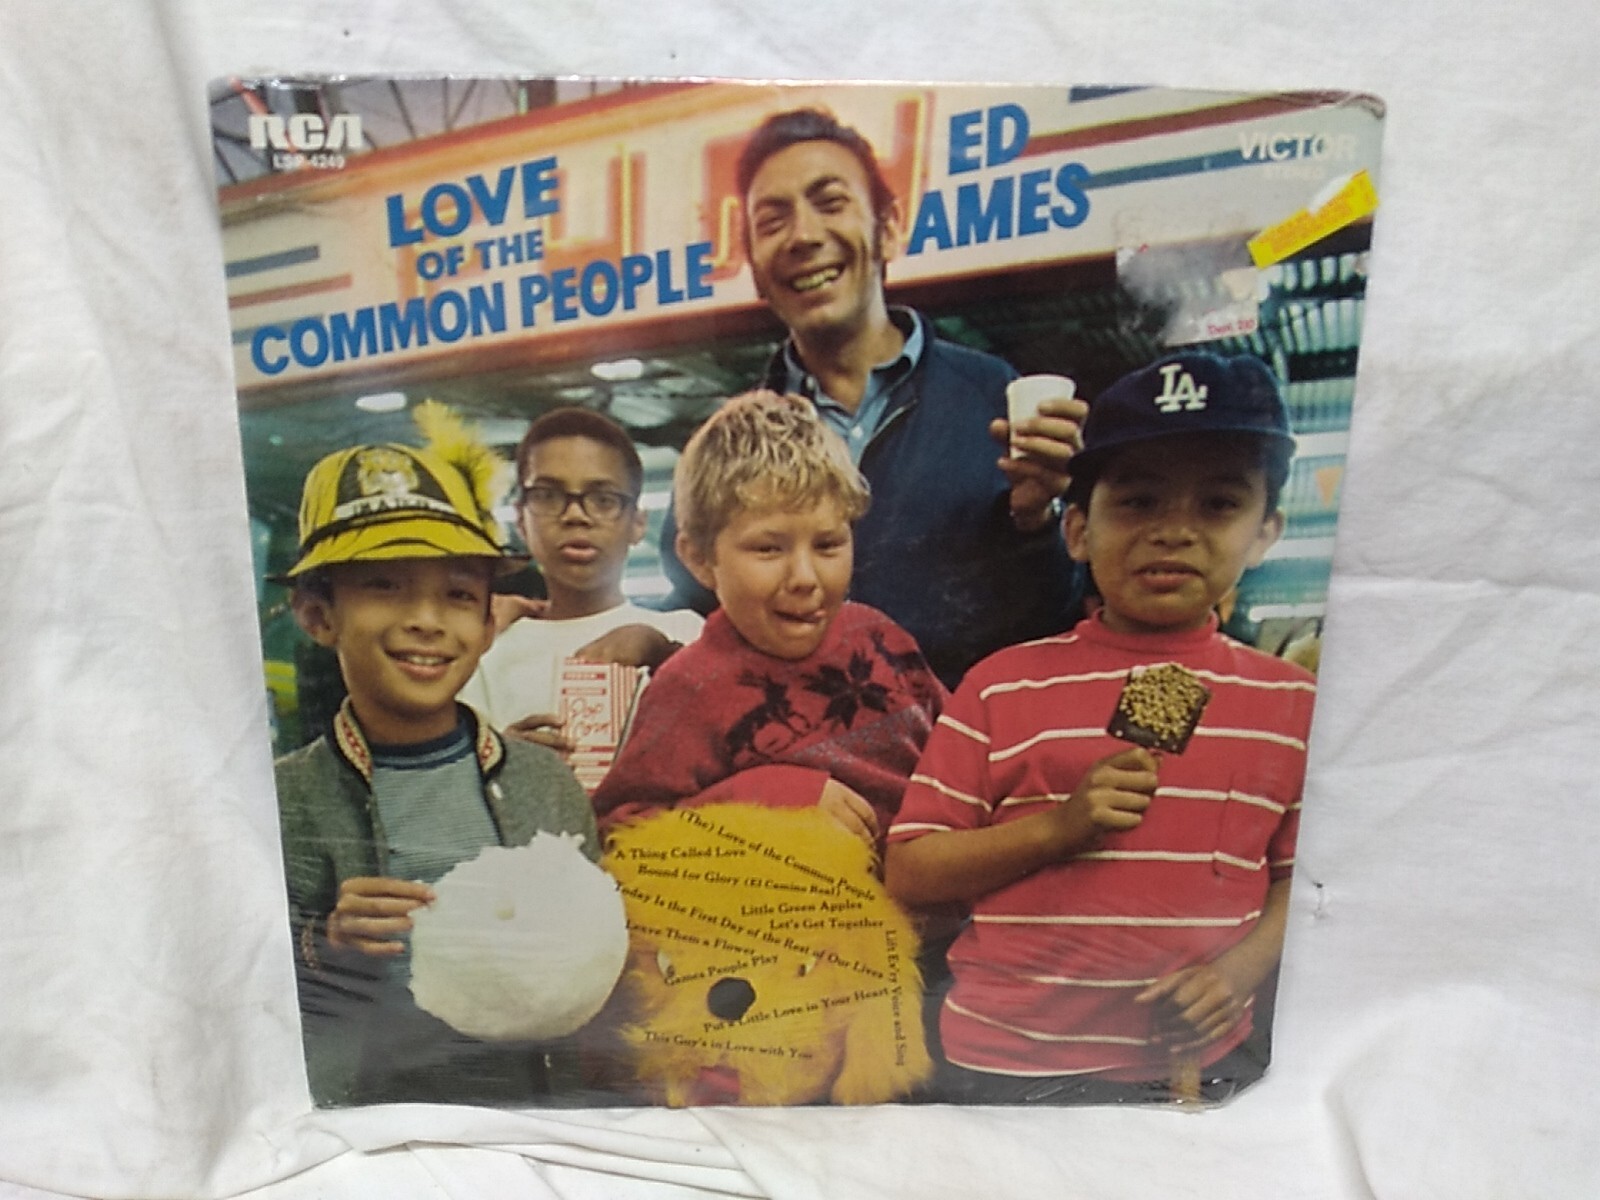 RCA
LSP-4249
VICTOR
STEREO
LOVE
OF THE
COMMON PEOPLE
ED
AMES
LA
Pop
Corn
(The) Love of the Common People
A Thing Called Love
Bound for Glory (El Camino Real)
Little Green Apples
Today Is the First Day of the Rest of Our Lives
Let's Get Together
Leave Them a Flower
Games People Play
Put a Little Love in Your Heart
This Guy's in Love with You
Lift Ev'ry Voice and Sing